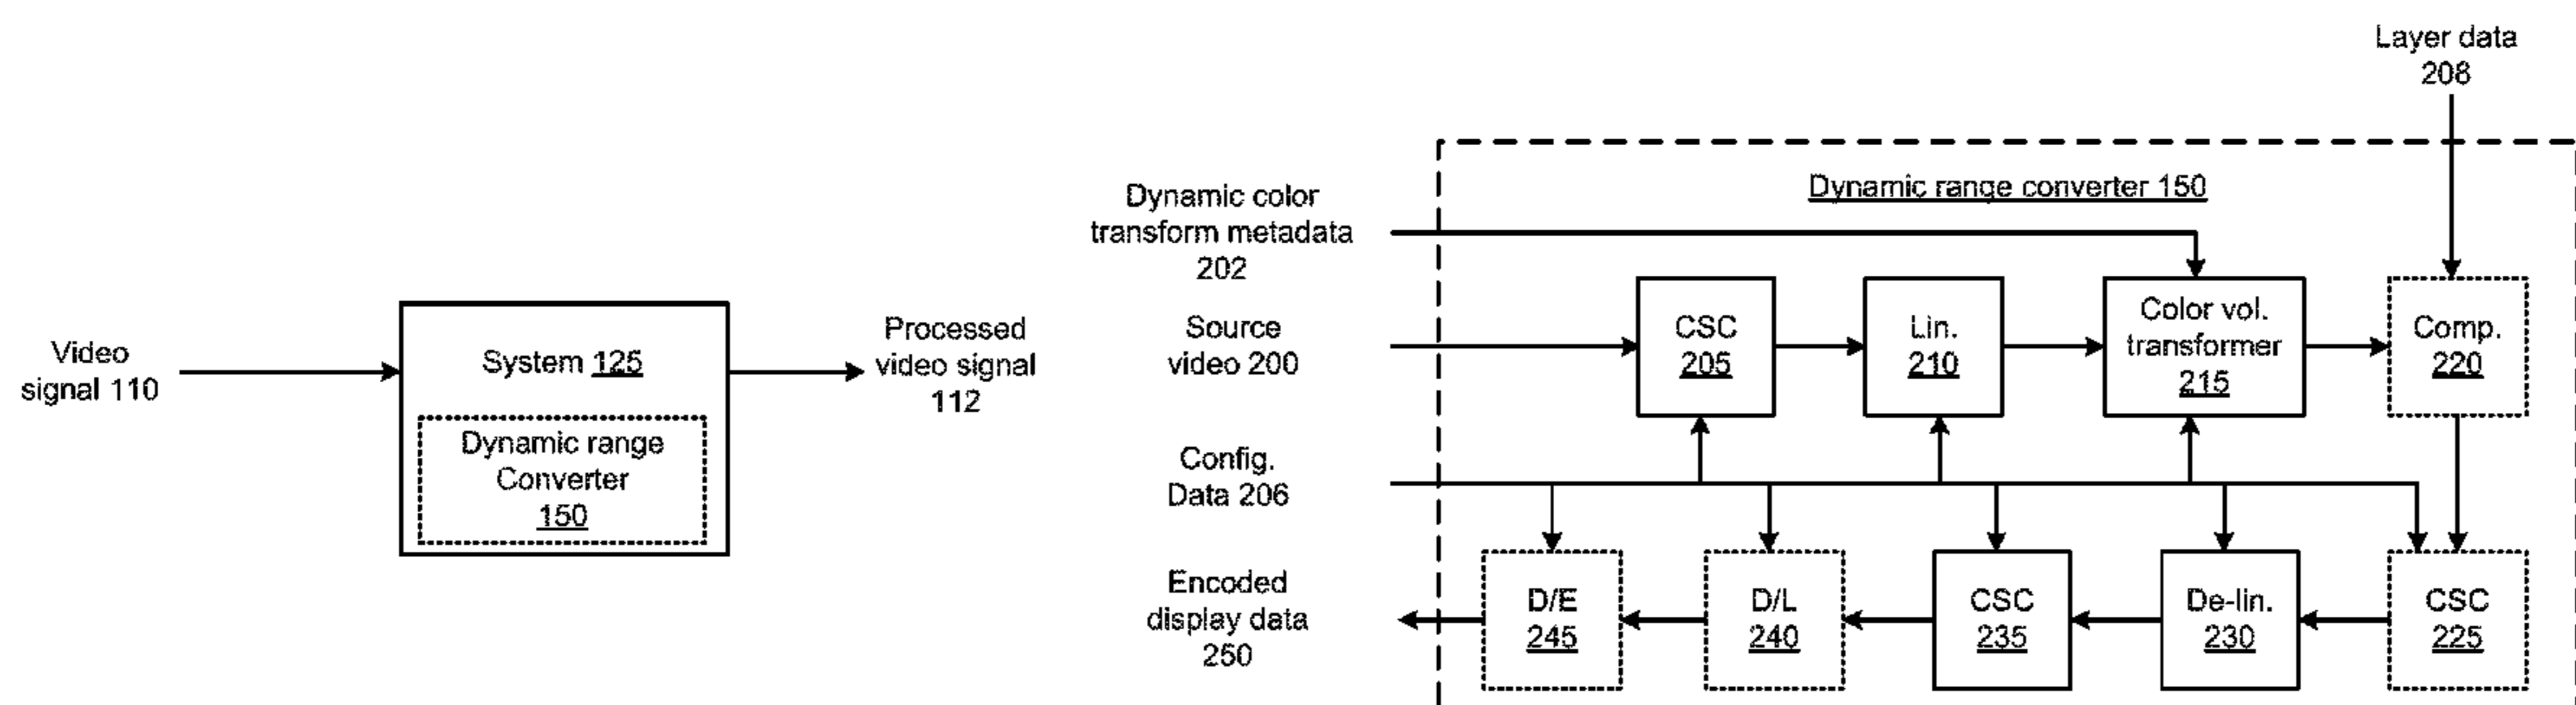 Video
signal 110
System 125
Dynamic range
Converter
150
Processed
video signal
112
Layer data
208
Dynamic range converter 150
Dynamic color
transform metadata
202
Source
video 200
CSC
205
Lin.
210
Color vol.
transformer
215
Comp.
220
Config.
Data 206
Encoded
display data
250
D/E
245
D/L
240
CSC
235
De-lin.
230
CSC
225